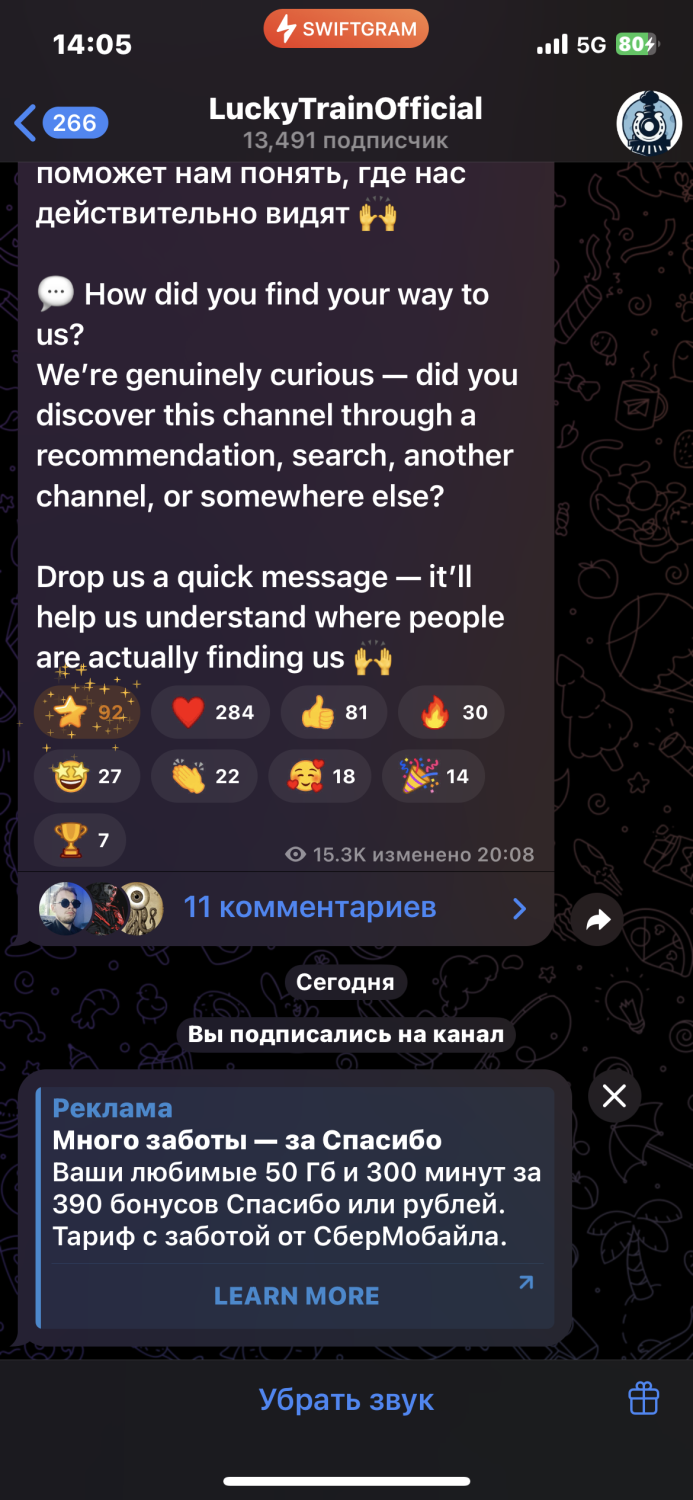 14:05
SWIFTGRAM
5G
80
266
LuckyTrainOfficial
13,491 подписчик
поможет нам понять, где нас
действительно видят 🙌
💬 How did you find your way to
us?
We’re genuinely curious — did you
discover this channel through a
recommendation, search, another
channel, or somewhere else?
Drop us a quick message — it’ll
help us understand where people
are actually finding us 🙌
⭐ 92 ❤️ 284 👍 81 🔥 30
🤩 27 👏 22 🥰 18 🎉 14
🏆 7
15.3K изменено 20:08
11 комментариев
Сегодня
Вы подписались на канал
Реклама
Много заботы — за Спасибо
Ваши любимые 50 Гб и 300 минут за
390 бонусов Спасибо или рублей.
Тариф с заботой от СберМобайла.
LEARN MORE
Убрать звук